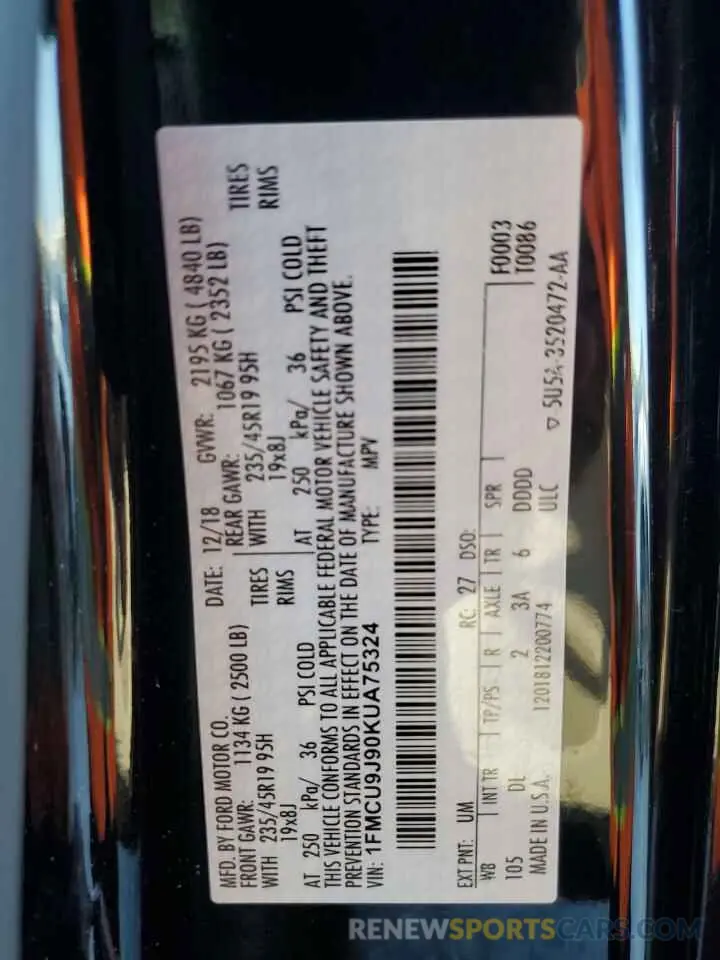 MFD. BY FORD MOTOR CO.
DATE: 12/18 GVWR: 2195 KG ( 4840 LB)
FRONT GAWR: 1134 KG ( 2500 LB) REAR GAWR: 1067 KG ( 2352 LB)
WITH 235/45R19 95H TIRES WITH 235/45R19 95H TIRES
19x8J RIMS 19x8J RIMS
AT 250 kPa/ 36 PSI COLD AT 250 kPa/ 36 PSI COLD
THIS VEHICLE CONFORMS TO ALL APPLICABLE FEDERAL MOTOR VEHICLE SAFETY AND THEFT
PREVENTION STANDARDS IN EFFECT ON THE DATE OF MANUFACTURE SHOWN ABOVE.
VIN: 1FMCU9J90KUA75324 TYPE: MPV
EXT PNT: UM RC: 27 DSO: F0003
WB INT TR TP/PS R AXLE TR SPR T0086
105 DL 2 3A 6 DDDD
MADE IN U.S.A. 1201812200774 ULC ▽ 5U5A-3520472-AA
RENEWSPORTSCARS.COM